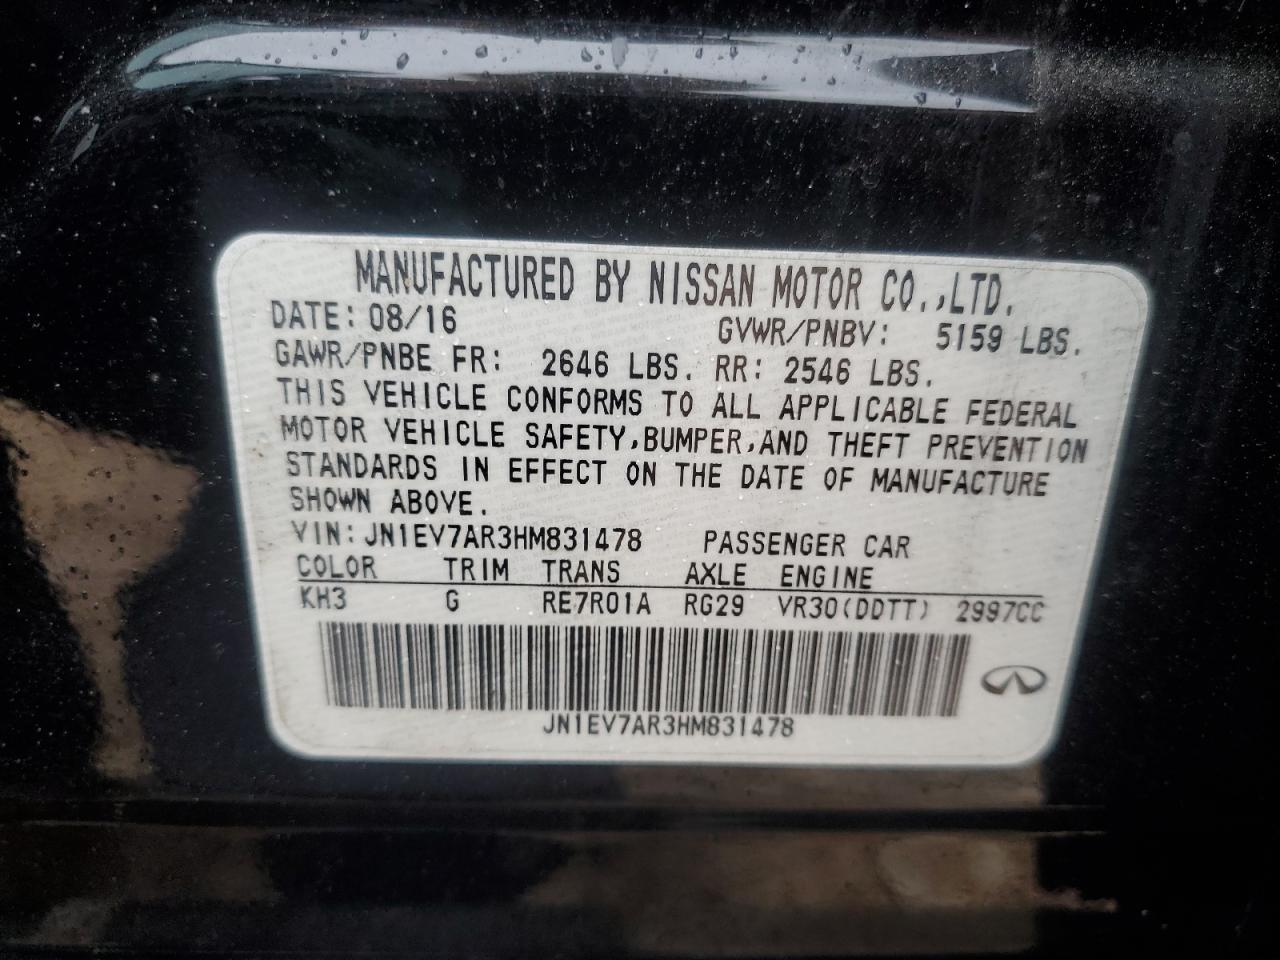 MANUFACTURED BY NISSAN MOTOR CO.,LTD.
DATE: 08/16 GVWR/PNBV: 5159 LBS.
GAWR/PNBE FR: 2646 LBS. RR: 2546 LBS.
THIS VEHICLE CONFORMS TO ALL APPLICABLE FEDERAL
MOTOR VEHICLE SAFETY,BUMPER,AND THEFT PREVENTION
STANDARDS IN EFFECT ON THE DATE OF MANUFACTURE
SHOWN ABOVE.
VIN: JN1EV7AR3HM831478 PASSENGER CAR
COLOR TRIM TRANS AXLE ENGINE
KH3 G RE7R01A RG29 VR30(DDTT) 2997CC
JN1EV7AR3HM831478